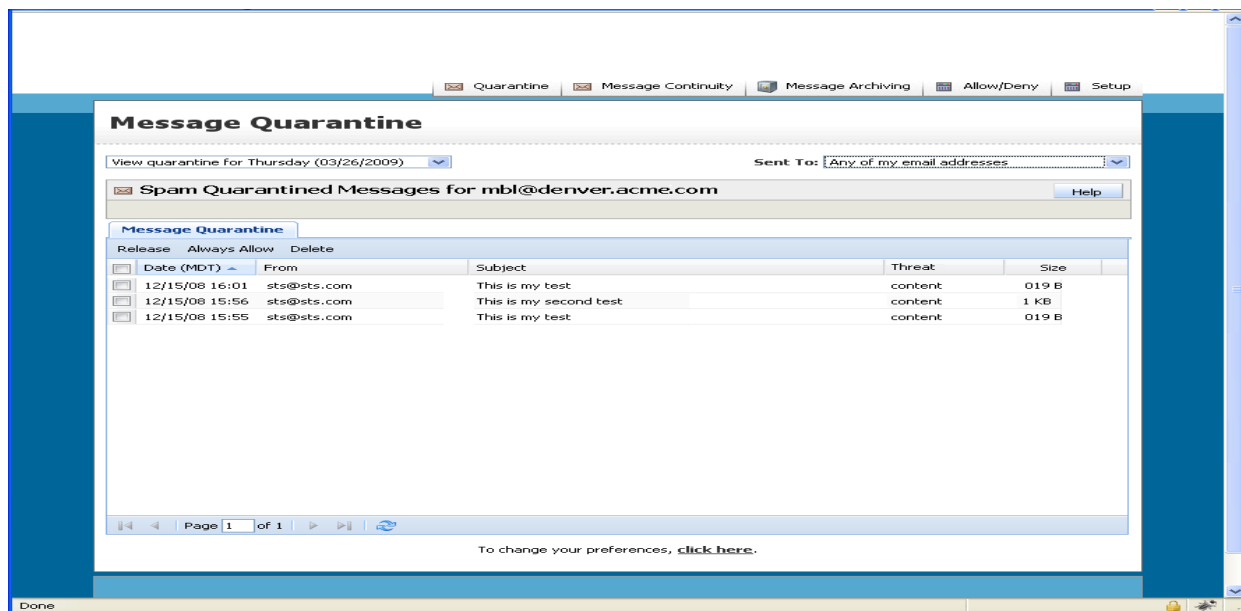 Quarantine Message Continuity Message Archiving Allow/Deny Setup
Message Quarantine
View quarantine for Thursday (03/26/2009) Sent To: Any of my email addresses
Spam Quarantined Messages for mbl@denver.acme.com Help
Message Quarantine
Release Always Allow Delete
Date (MDT) From Subject Threat Size
12/15/08 16:01 sts@sts.com This is my test content 019 B
12/15/08 15:56 sts@sts.com This is my second test content 1 KB
12/15/08 15:55 sts@sts.com This is my test content 019 B
Page 1 of 1
To change your preferences, click here.
Done